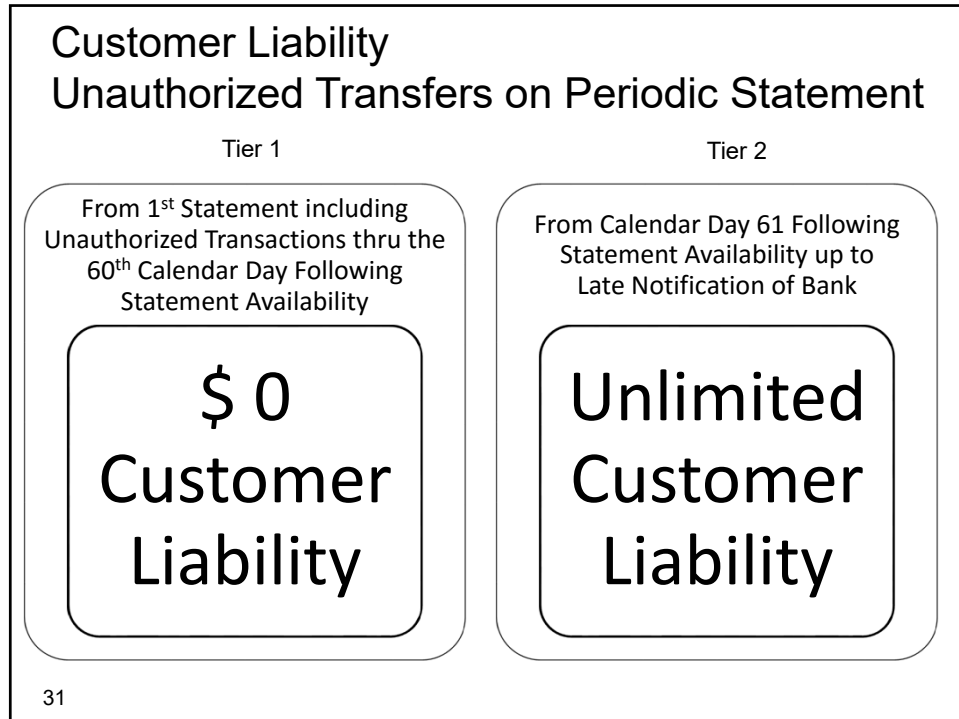 Customer Liability
Unauthorized Transfers on Periodic Statement
Tier 1
From 1st Statement including
Unauthorized Transactions thru the
60th Calendar Day Following
Statement Availability
$ 0
Customer
Liability
Tier 2
From Calendar Day 61 Following
Statement Availability up to
Late Notification of Bank
Unlimited
Customer
Liability
31